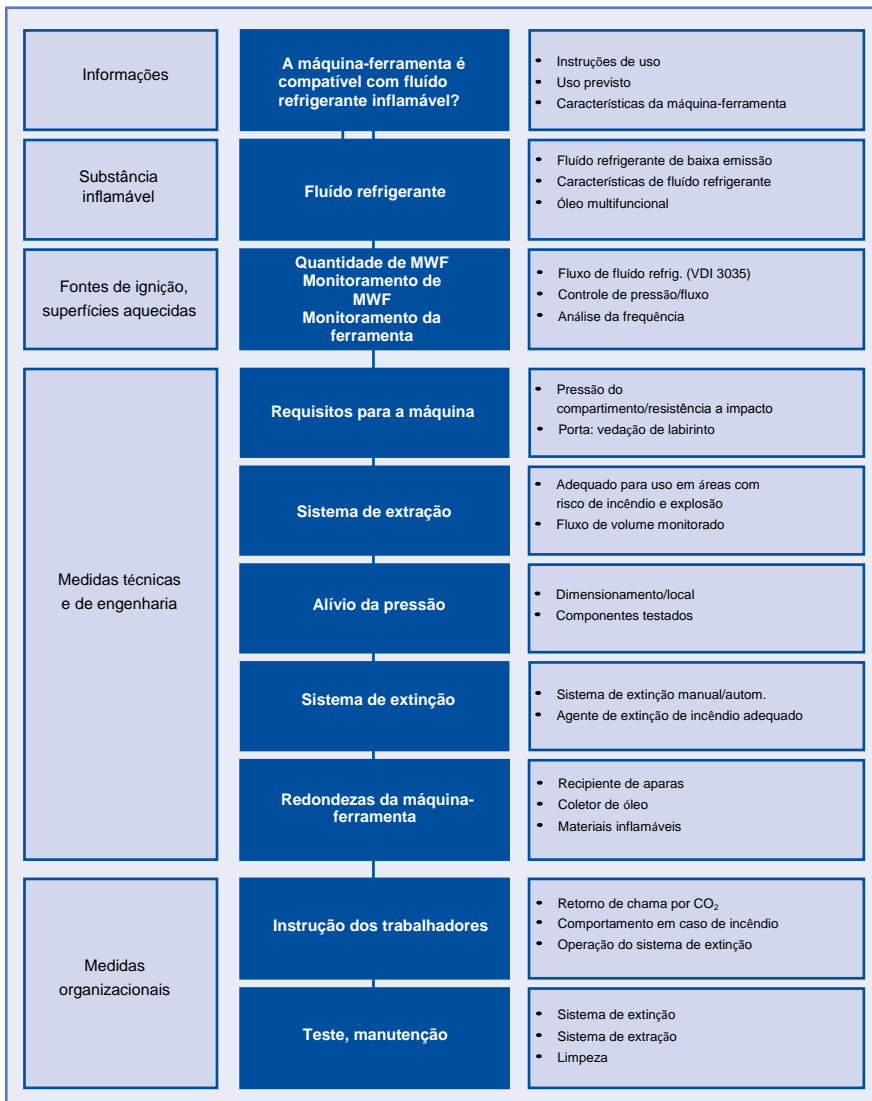 Informações
A máquina-ferramenta é
compatível com fluído
refrigerante inflamável?
• Instruções de uso
• Uso previsto
• Características da máquina-ferramenta
Substância
inflamável
Fluído refrigerante
• Fluído refrigerante de baixa emissão
• Características de fluído refrigerante
• Óleo multifuncional
Fontes de ignição,
superfícies aquecidas
Quantidade de MWF
Monitoramento de
MWF
Monitoramento da
ferramenta
• Fluxo de fluído refrig. (VDI 3035)
• Controle de pressão/fluxo
• Análise da frequência
Medidas técnicas
e de engenharia
Requisitos para a máquina
• Pressão do
compartimento/resistência a impacto
• Porta: vedação de labirinto
Sistema de extração
• Adequado para uso em áreas com
risco de incêndio e explosão
• Fluxo de volume monitorado
Alívio da pressão
• Dimensionamento/local
• Componentes testados
Sistema de extinção
• Sistema de extinção manual/autom.
• Agente de extinção de incêndio adequado
Redondezas da máquina-
ferramenta
• Recipiente de aparas
• Coletor de óleo
• Materiais inflamáveis
Medidas
organizacionais
Instrução dos trabalhadores
• Retorno de chama por CO₂
• Comportamento em caso de incêndio
• Operação do sistema de extinção
Teste, manutenção
• Sistema de extinção
• Sistema de extração
• Limpeza